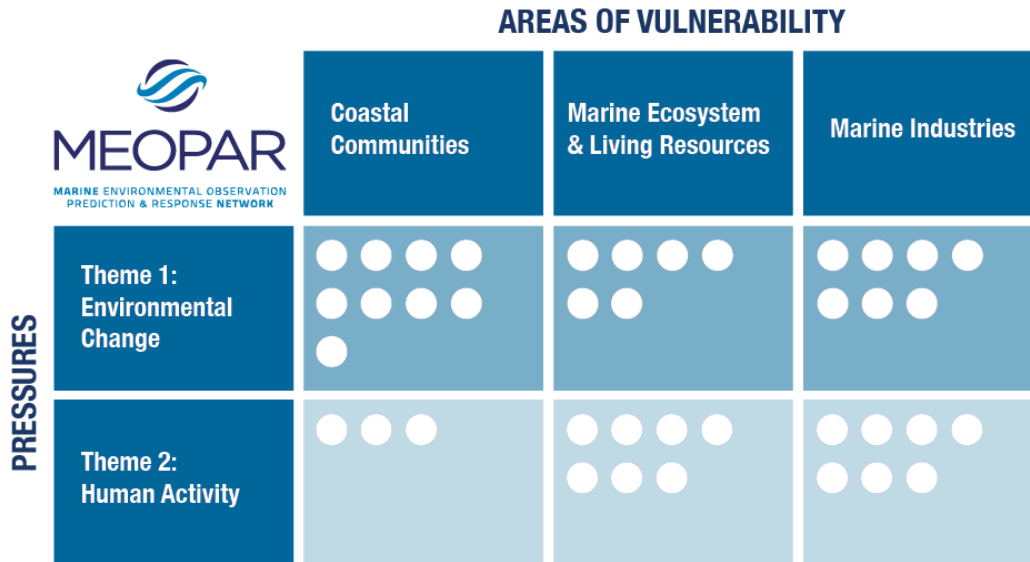 AREAS OF VULNERABILITY
MEOPAR
MARINE ENVIRONMENTAL OBSERVATION
PREDICTION & RESPONSE NETWORK
Coastal
Communities
Marine Ecosystem
& Living Resources
Marine Industries
PRESSURES
Theme 1:
Environmental
Change
Theme 2:
Human Activity